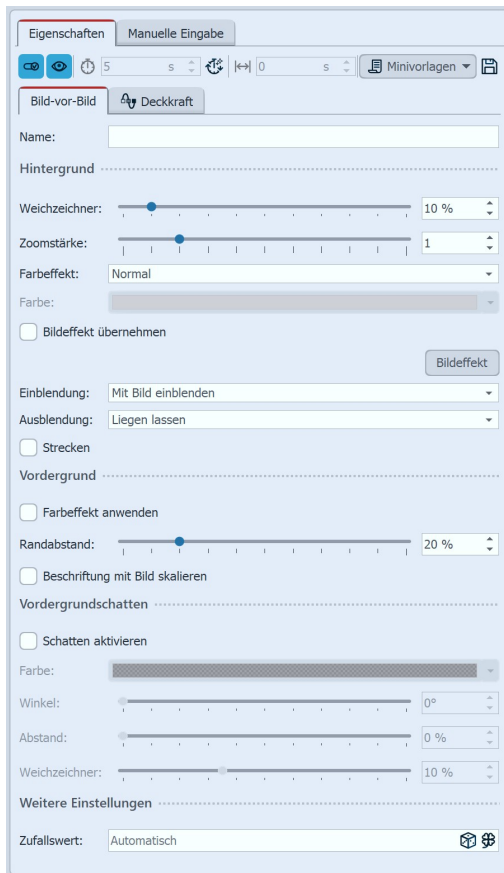 Eigenschaften Manuelle Eingabe
5 s 0 s Minivorlagen
Bild-vor-Bild Deckkraft
Name:
Hintergrund
Weichzeichner: 10 %
Zoomstärke: 1
Farbeffekt: Normal
Farbe:
Bildeffekt übernehmen
Bildeffekt
Einblendung: Mit Bild einblenden
Ausblendung: Liegen lassen
Strecken
Vordergrund
Farbeffekt anwenden
Randabstand: 20 %
Beschriftung mit Bild skalieren
Vordergrundschatten
Schatten aktivieren
Farbe:
Winkel: 0°
Abstand: 0 %
Weichzeichner: 10 %
Weitere Einstellungen
Zufallswert: Automatisch